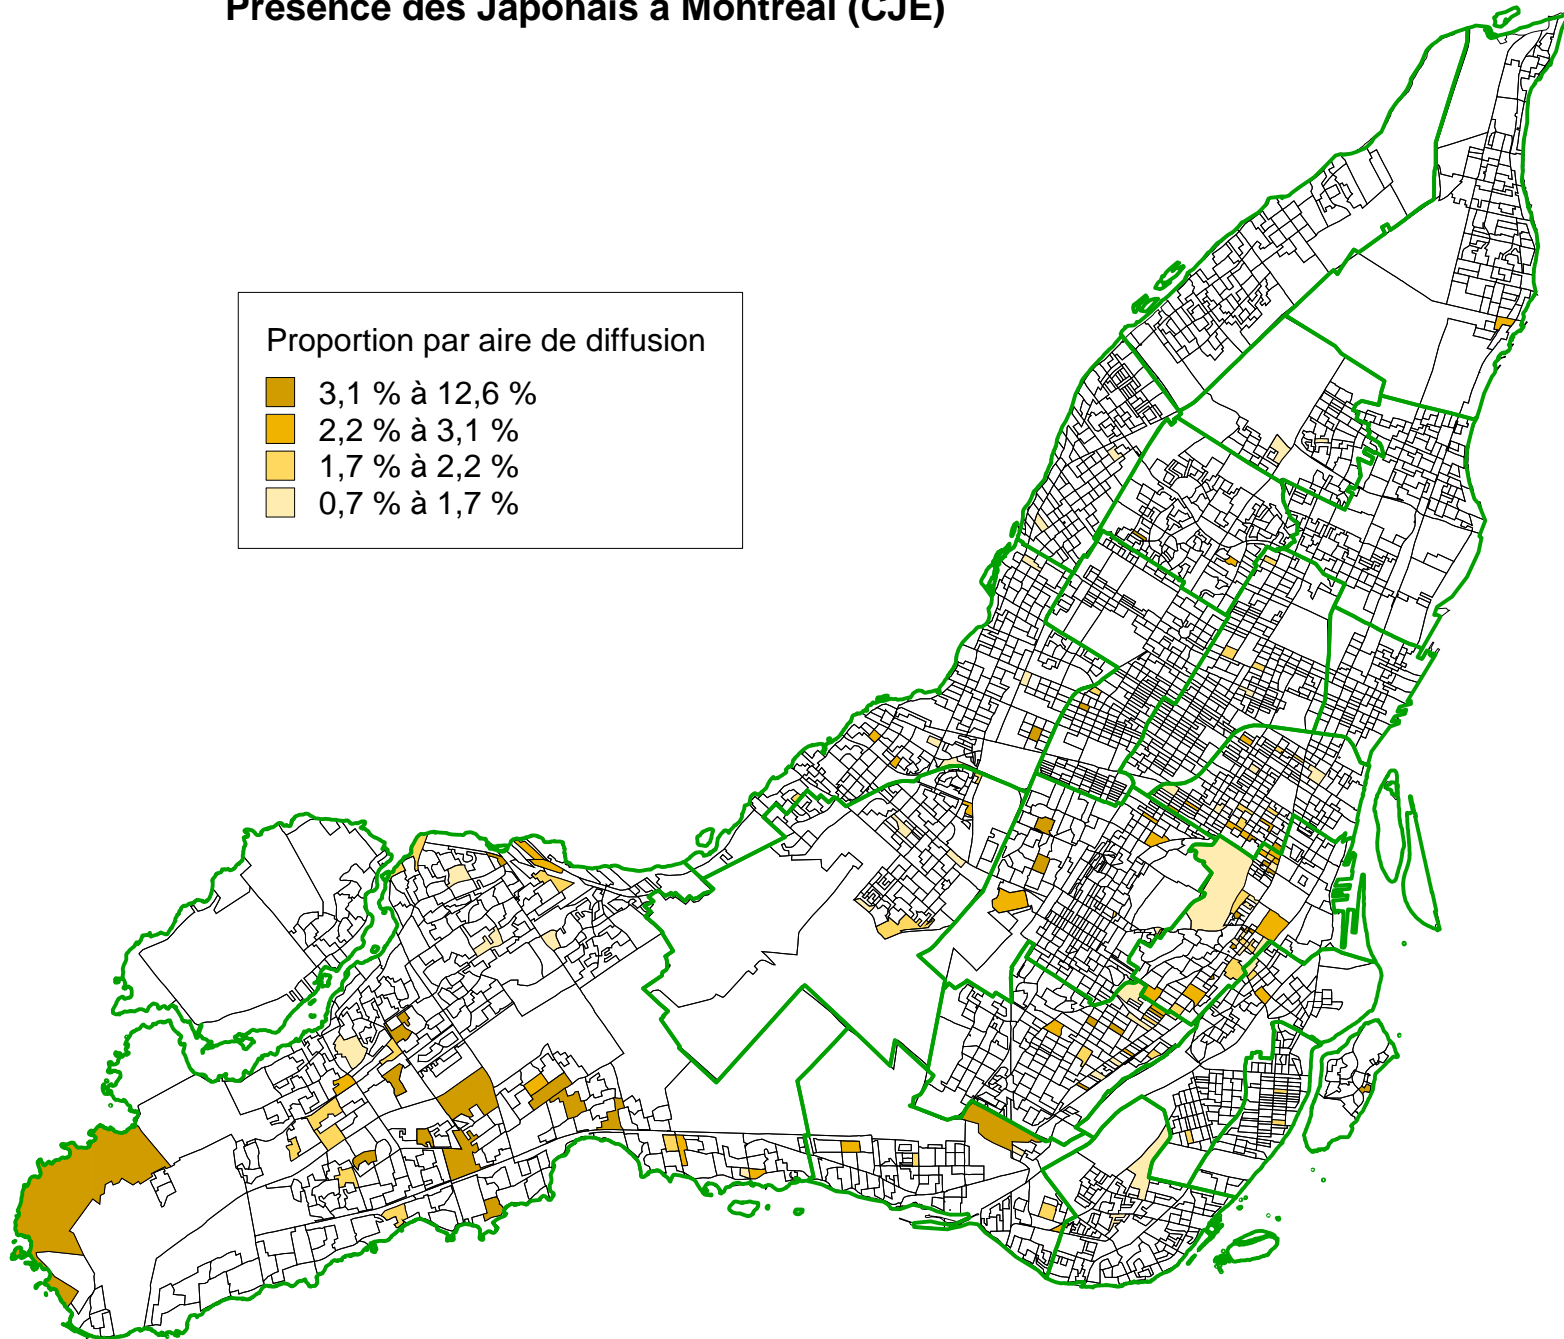 Présence des Japonais à Montréal (CJE)
Proportion par aire de diffusion
3,1 % à 12,6 %
2,2 % à 3,1 %
1,7 % à 2,2 %
0,7 % à 1,7 %